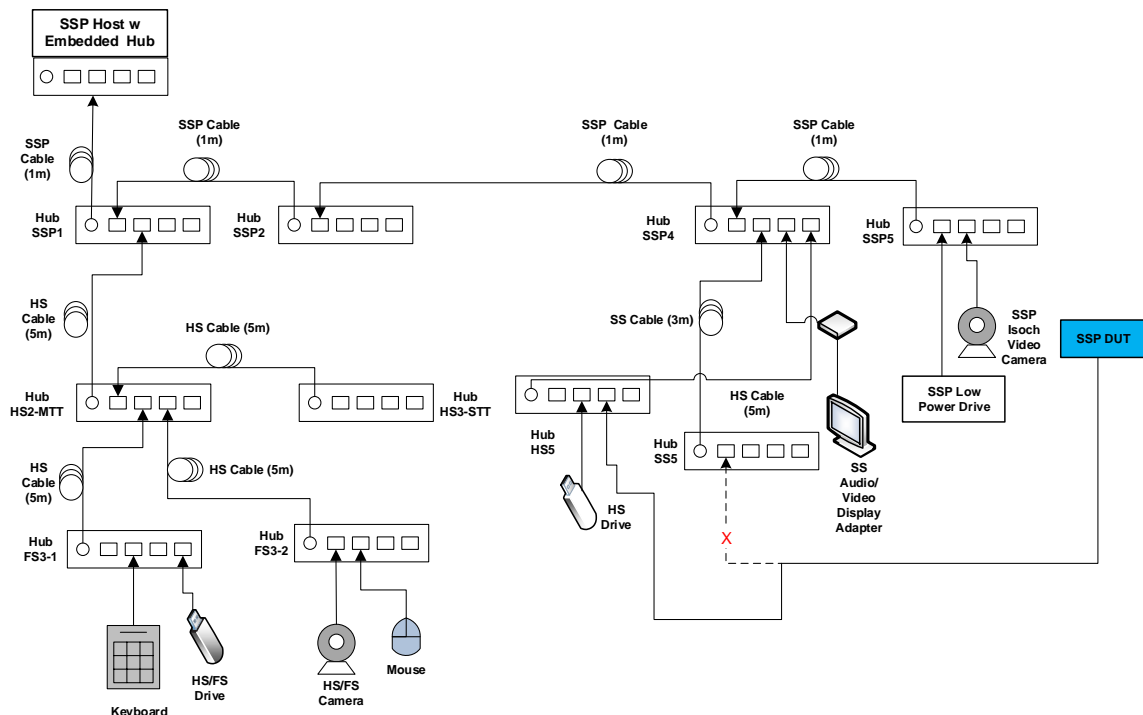 SSP Host w
Embedded Hub
SSP
Cable
(1m)
SSP Cable
(1m)
SSP Cable
(1m)
SSP Cable
(1m)
Hub
SSP1
Hub
SSP2
Hub
SSP4
Hub
SSP5
HS
Cable
(5m)
HS Cable (5m)
SS Cable (3m)
SSP
Isoch
Video
Camera
SSP DUT
SSP Low
Power Drive
Hub
HS2-MTT
Hub
HS3-STT
Hub
HS5
HS Cable
(5m)
Hub
SS5
SS
Audio/
Video
Display
Adapter
HS
Drive
HS
Cable
(5m)
HS Cable (5m)
X
Hub
FS3-1
Hub
FS3-2
Keyboard
HS/FS
Drive
HS/FS
Camera
Mouse